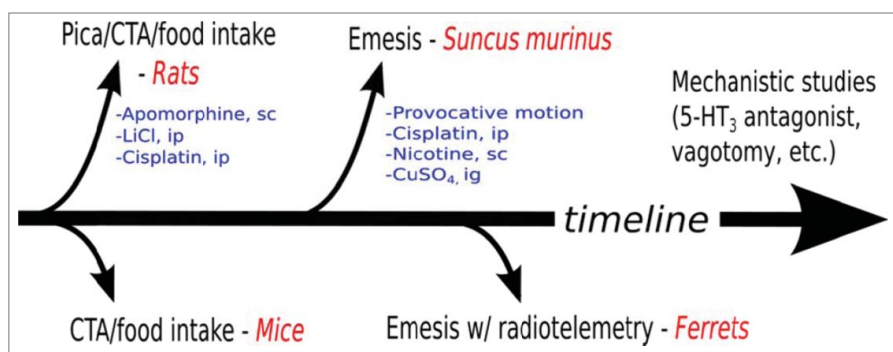 Pica/CTA/food intake
- Rats
-Apomorphine, sc
-LiCl, ip
-Cisplatin, ip
Emesis - Suncus murinus
-Provocative motion
-Cisplatin, ip
-Nicotine, sc
-CuSO₄, ig
Mechanistic studies
(5-HT₃ antagonist,
vagotomy, etc.)
timeline
CTA/food intake - Mice
Emesis w/ radiotelemetry - Ferrets